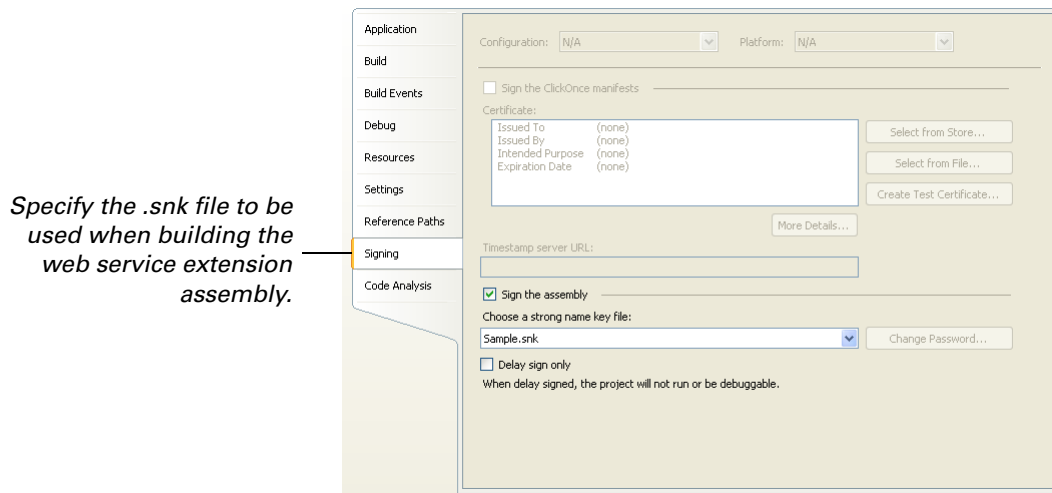 Application
Build
Build Events
Debug
Resources
Settings
Reference Paths
Signing
Code Analysis
Specify the .snk file to be
used when building the
web service extension
assembly.
Configuration: N/A Platform: N/A
Sign the ClickOnce manifests
Certificate:
Issued To (none)
Issued By (none)
Intended Purpose (none)
Expiration Date (none)
Select from Store...
Select from File...
Create Test Certificate...
More Details...
Timestamp server URL:
Sign the assembly
Choose a strong name key file:
Sample.snk Change Password...
Delay sign only
When delay signed, the project will not run or be debuggable.